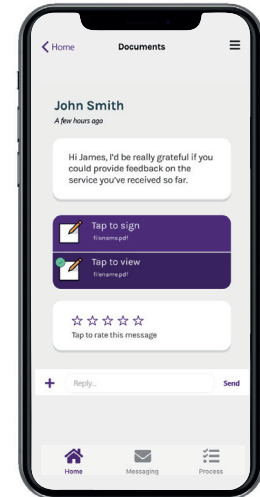 Home
Documents
John Smith
A few hours ago
Hi James, I'd be really grateful if you
could provide feedback on the
service you've received so far.
Tap to sign
filename.pdf
Tap to view
filename.pdf
Tap to rate this message
Reply...
Send
Home
Messaging
Process